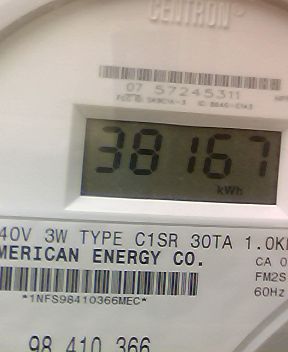 CENTRON®
07 57245311
38167
kWh
40V 3W TYPE C1SR 30TA 1.0K
MERICAN ENERGY CO.
CA 0
FM2S
*1NFS98410366MEC*
60Hz
98 410 366